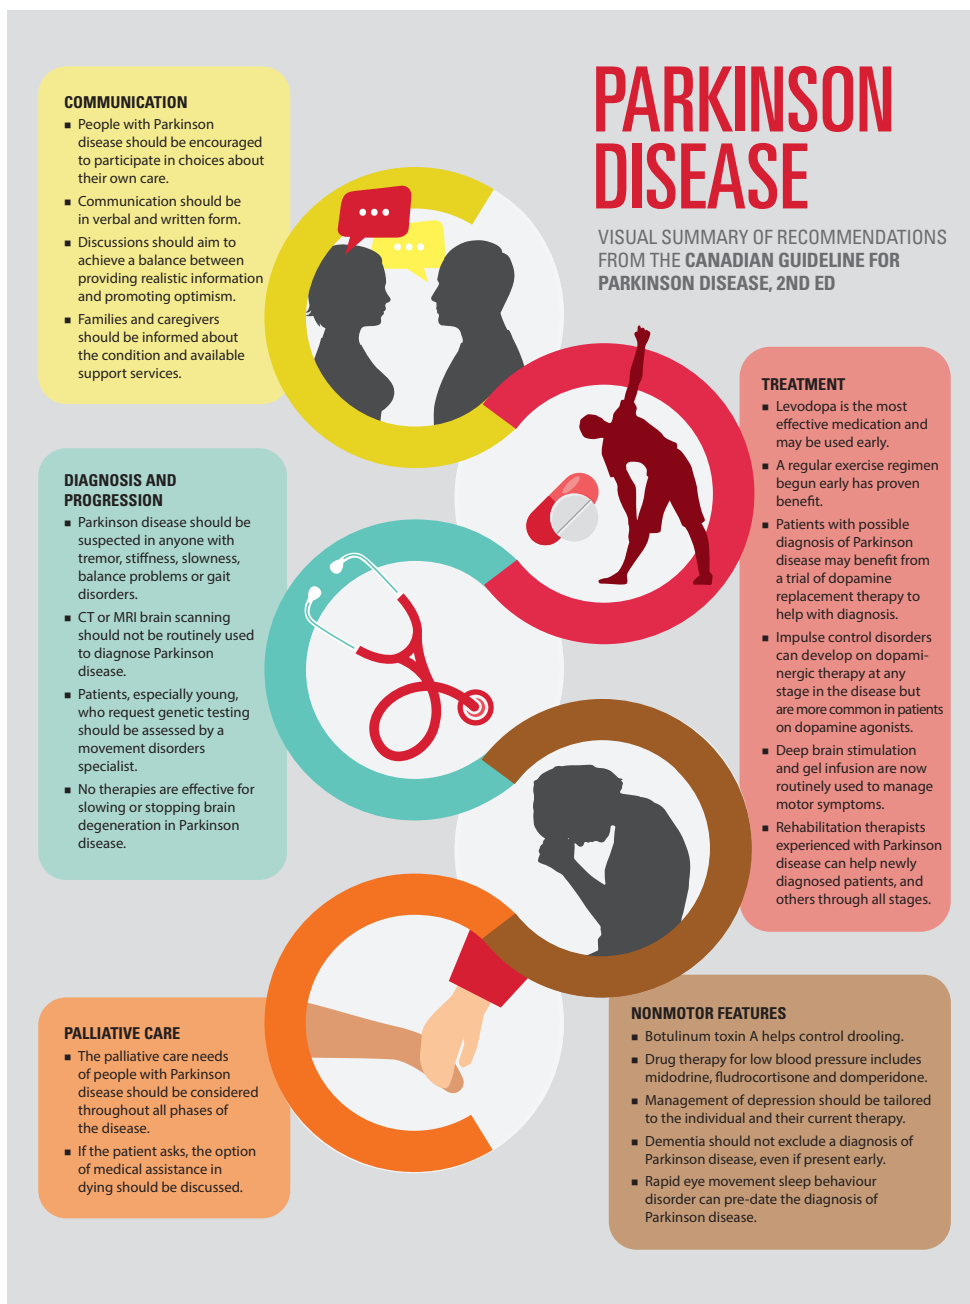 PARKINSON
DISEASE
VISUAL SUMMARY OF RECOMMENDATIONS
FROM THE CANADIAN GUIDELINE FOR
PARKINSON DISEASE, 2ND ED
COMMUNICATION
■ People with Parkinson
disease should be encouraged
to participate in choices about
their own care.
■ Communication should be
in verbal and written form.
■ Discussions should aim to
achieve a balance between
providing realistic information
and promoting optimism.
■ Families and caregivers
should be informed about
the condition and available
support services.
DIAGNOSIS AND
PROGRESSION
■ Parkinson disease should be
suspected in anyone with
tremor, stiffness, slowness,
balance problems or gait
disorders.
■ CT or MRI brain scanning
should not be routinely used
to diagnose Parkinson
disease.
■ Patients, especially young,
who request genetic testing
should be assessed by a
movement disorders
specialist.
■ No therapies are effective for
slowing or stopping brain
degeneration in Parkinson
disease.
TREATMENT
■ Levodopa is the most
effective medication and
may be used early.
■ A regular exercise regimen
begun early has proven
benefit.
■ Patients with possible
diagnosis of Parkinson
disease may benefit from
a trial of dopamine
replacement therapy to
help with diagnosis.
■ Impulse control disorders
can develop on dopami-
nergic therapy at any
stage in the disease but
are more common in patients
on dopamine agonists.
■ Deep brain stimulation
and gel infusion are now
routinely used to manage
motor symptoms.
■ Rehabilitation therapists
experienced with Parkinson
disease can help newly
diagnosed patients, and
others through all stages.
PALLIATIVE CARE
■ The palliative care needs
of people with Parkinson
disease should be considered
throughout all phases of
the disease.
■ If the patient asks, the option
of medical assistance in
dying should be discussed.
NONMOTOR FEATURES
■ Botulinum toxin A helps control drooling.
■ Drug therapy for low blood pressure includes
midodrine, fludrocortisone and domperidone.
■ Management of depression should be tailored
to the individual and their current therapy.
■ Dementia should not exclude a diagnosis of
Parkinson disease, even if present early.
■ Rapid eye movement sleep behaviour
disorder can pre-date the diagnosis of
Parkinson disease.